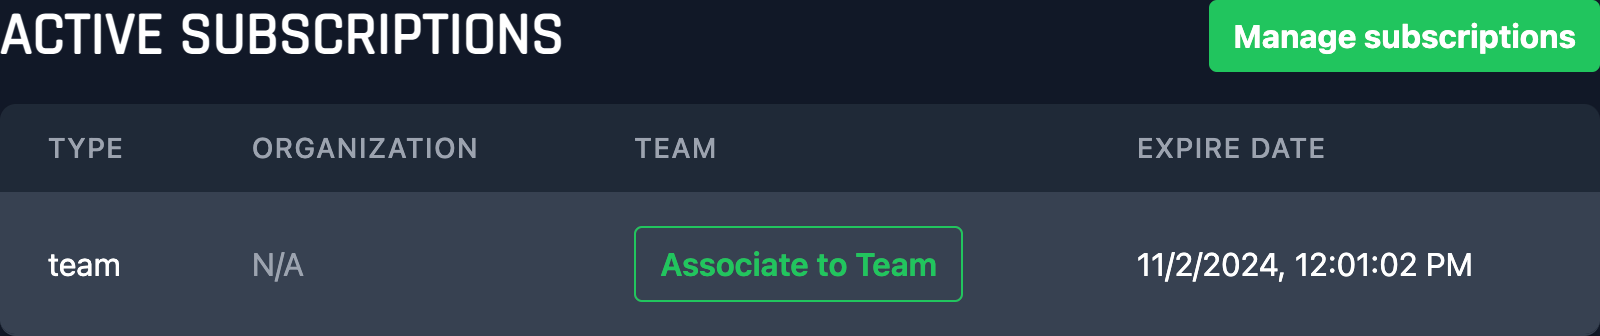 ACTIVE SUBSCRIPTIONS
Manage subscriptions
TYPE ORGANIZATION TEAM EXPIRE DATE
team N/A Associate to Team 11/2/2024, 12:01:02 PM